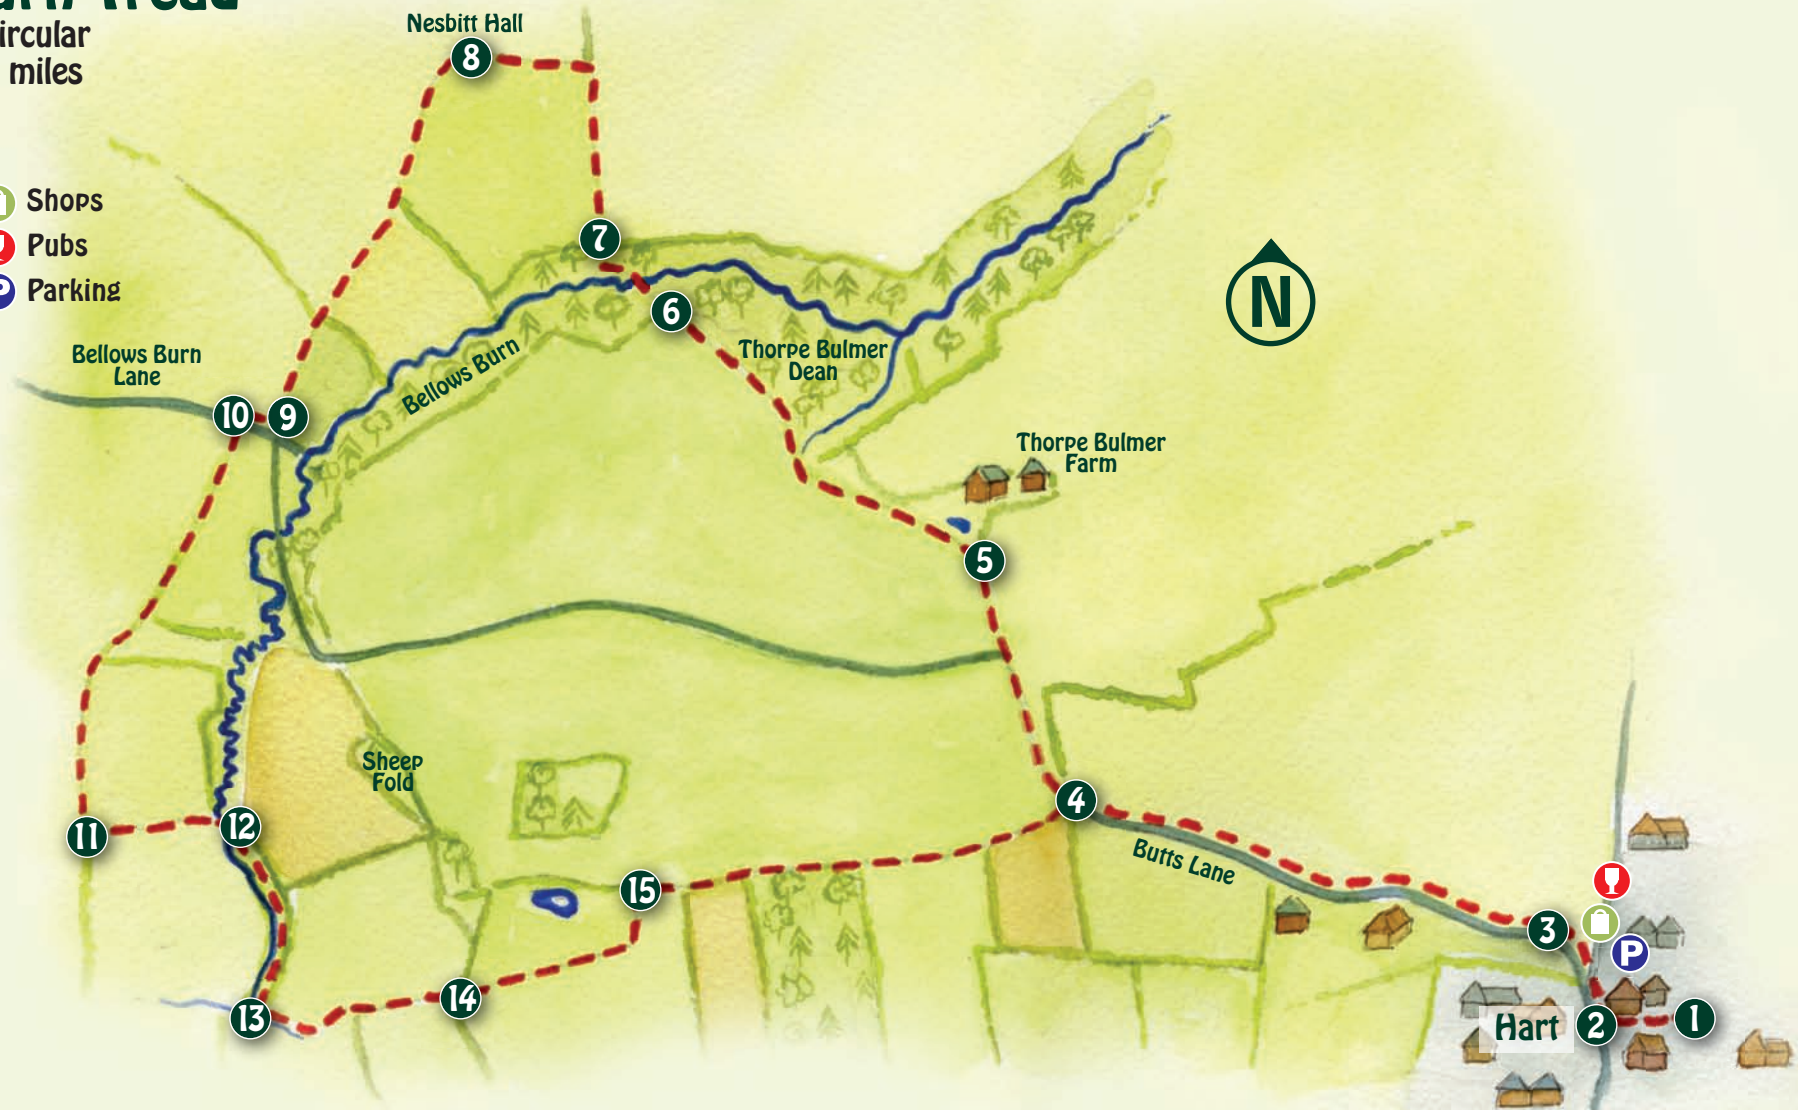 ircular
miles
Shops
Pubs
P Parking
Nesbitt Hall
8
7
6
N
Bellows Burn
Lane
Bellows Burn
Thorpe Bulmer
Dean
10
9
Thorpe Bulmer
Farm
5
Sheep
Fold
4
11
12
Butts Lane
15
3
P
14
13
Hart
2
1